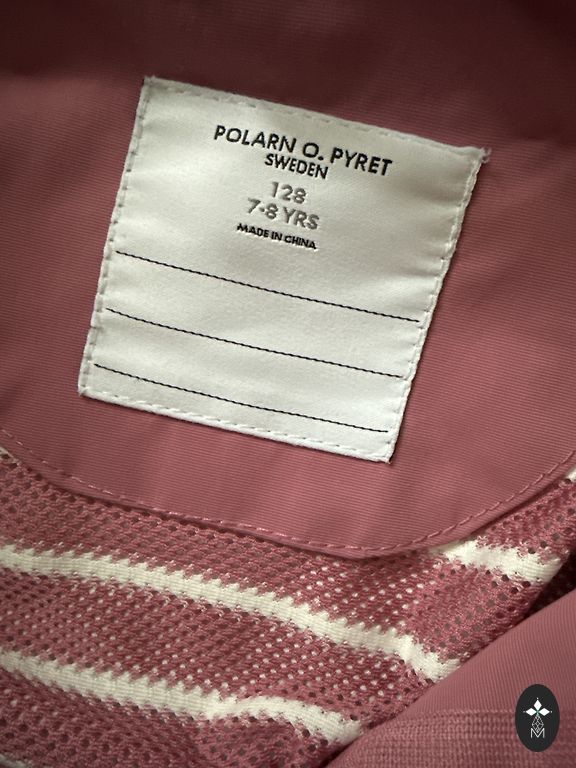 POLARN O. PYRET
SWEDEN
128
7-8 YRS
MADE IN CHINA
M